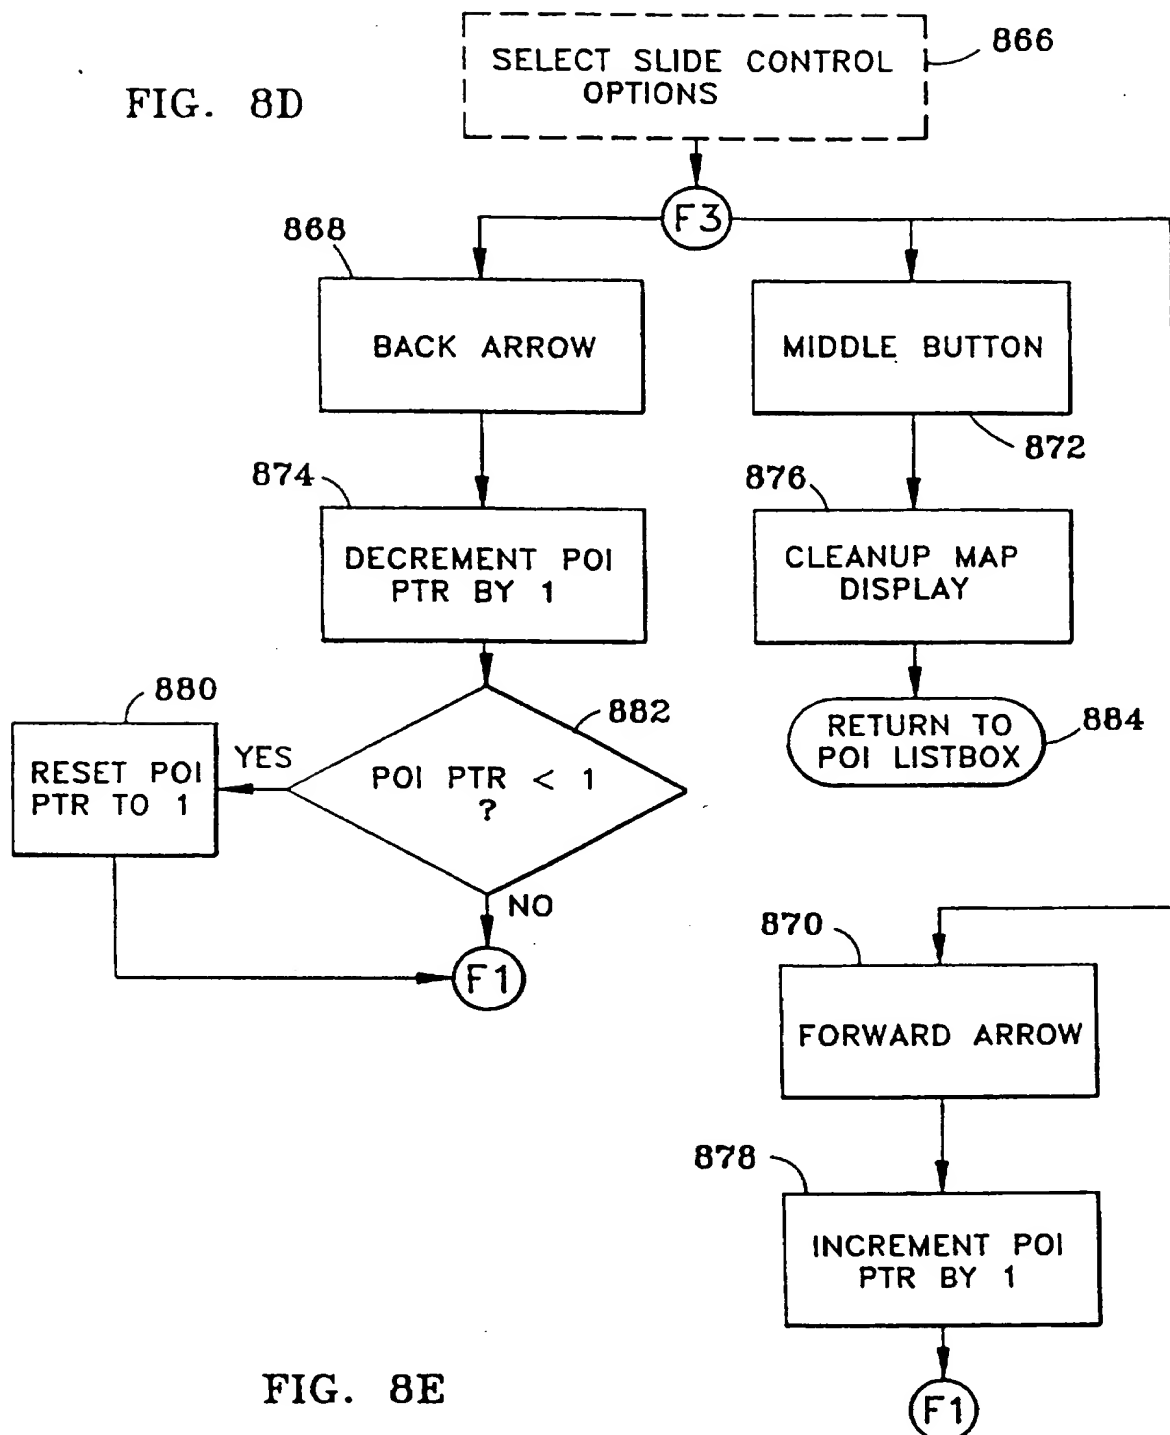 FIG. 8D
SELECT SLIDE CONTROL
OPTIONS
866
F3
868
BACK ARROW
MIDDLE BUTTON
872
874
DECREMENT POI
PTR BY 1
876
CLEANUP MAP
DISPLAY
880
RESET POI
PTR TO 1
YES
882
POI PTR < 1
?
NO
F1
RETURN TO
POI LISTBOX
884
870
FORWARD ARROW
878
INCREMENT POI
PTR BY 1
F1
FIG. 8E